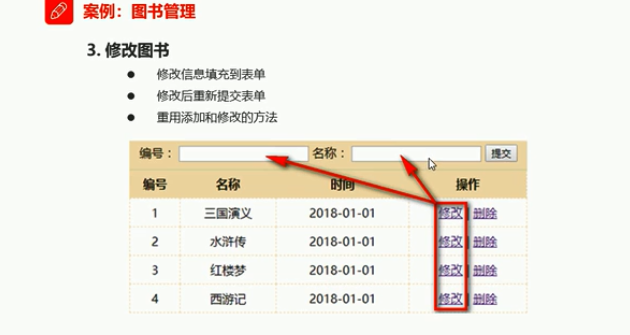 案例：图书管理
3. 修改图书
修改信息填充到表单
修改后重新提交表单
重用添加和修改的方法
编号： 名称： 提交
编号 名称 时间 操作
1 三国演义 2018-01-01 修改 | 删除
2 水浒传 2018-01-01 修改 | 删除
3 红楼梦 2018-01-01 修改 | 删除
4 西游记 2018-01-01 修改 | 删除